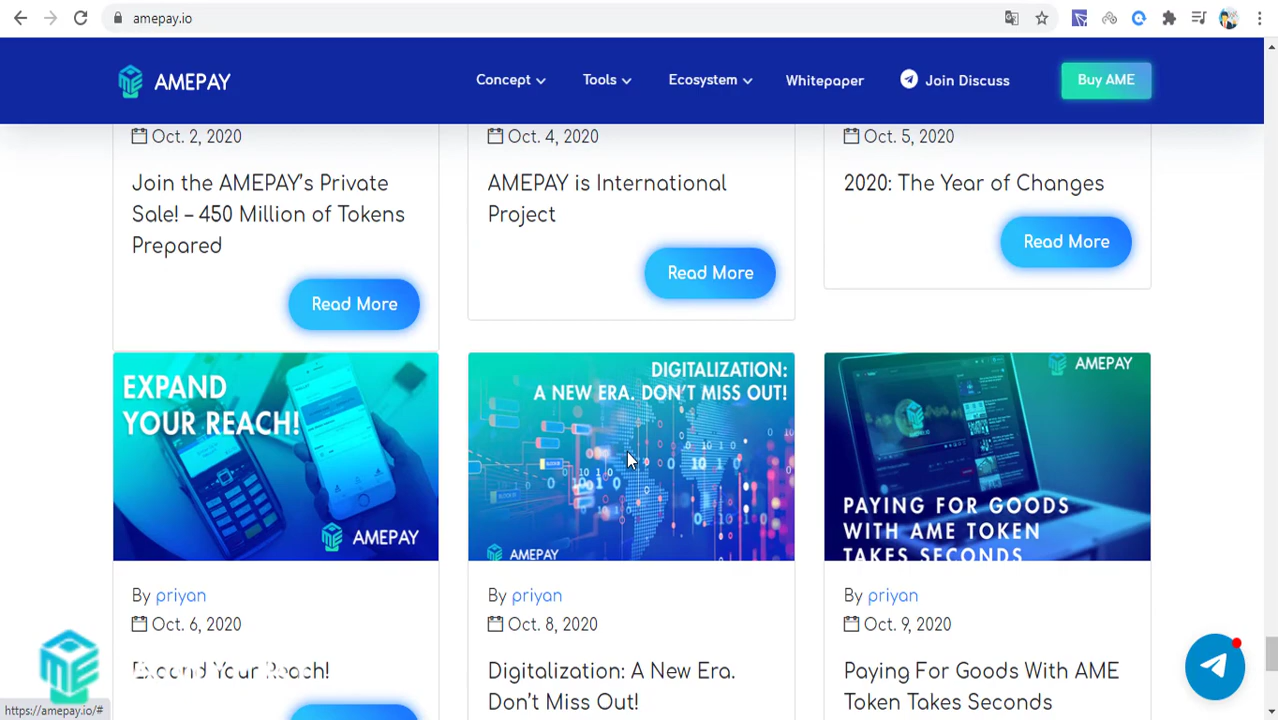 amepay.io
AMEPAY
Concept
Tools
Ecosystem
Whitepaper
Join Discuss
Buy AME
Oct. 2, 2020
Join the AMEPAY's Private
Sale! – 450 Million of Tokens
Prepared
Read More
Oct. 4, 2020
AMEPAY is International
Project
Read More
Oct. 5, 2020
2020: The Year of Changes
Read More
EXPAND
YOUR REACH!
AMEPAY
By priyan
Oct. 6, 2020
Expand Your Reach!
DIGITALIZATION:
A NEW ERA. DON'T MISS OUT!
AMEPAY
By priyan
Oct. 8, 2020
Digitalization: A New Era.
Don't Miss Out!
AMEPAY
PAYING FOR GOODS
WITH AME TOKEN
TAKES SECONDS
By priyan
Oct. 9, 2020
Paying For Goods With AME
Token Takes Seconds
https://amepay.io/#